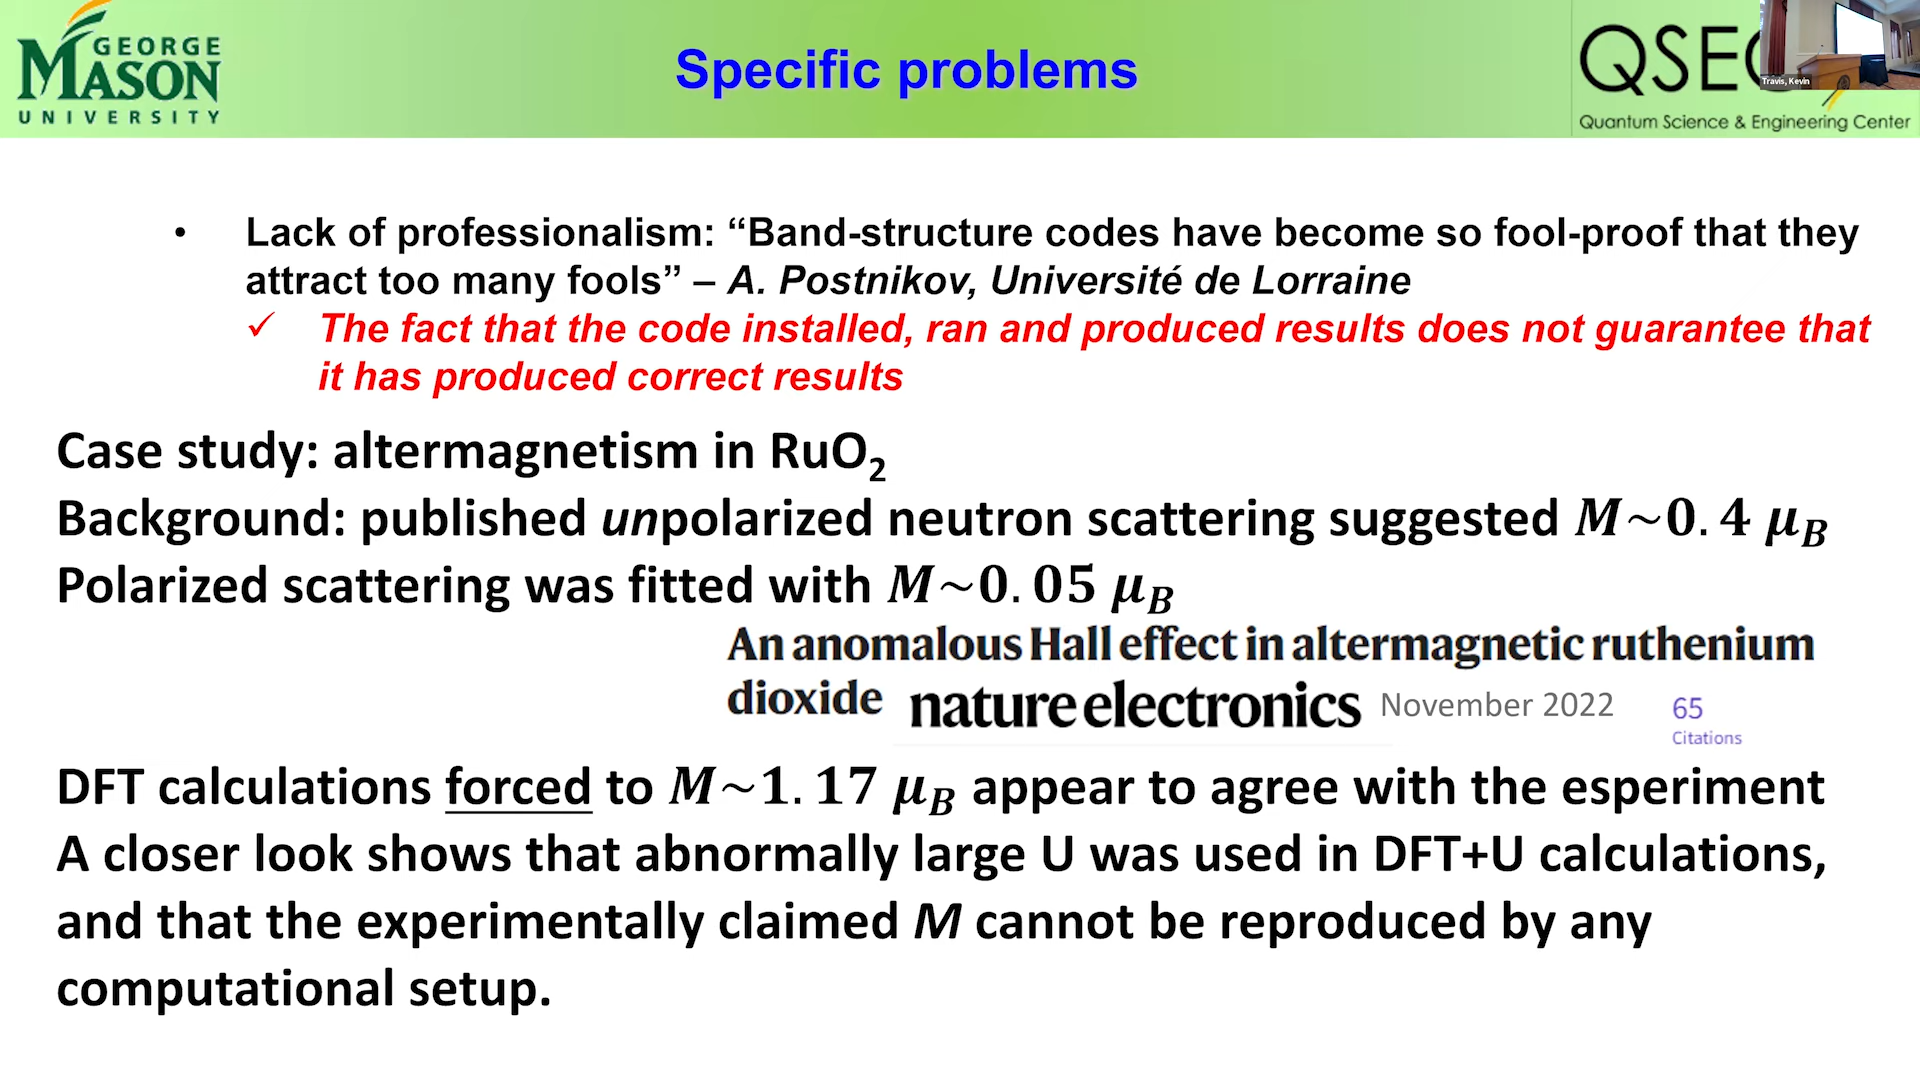 GEORGE
MASON
UNIVERSITY
Specific problems
QSE
Travis, Kevin
Quantum Science & Engineering Center
• Lack of professionalism: “Band-structure codes have become so fool-proof that they
attract too many fools” – A. Postnikov, Université de Lorraine
✓ The fact that the code installed, ran and produced results does not guarantee that
it has produced correct results
Case study: altermagnetism in RuO₂
Background: published unpolarized neutron scattering suggested M~0.4 μ_B
Polarized scattering was fitted with M~0.05 μ_B
An anomalous Hall effect in altermagnetic ruthenium
dioxide nature electronics November 2022 65
Citations
DFT calculations forced to M~1.17 μ_B appear to agree with the esperiment
A closer look shows that abnormally large U was used in DFT+U calculations,
and that the experimentally claimed M cannot be reproduced by any
computational setup.